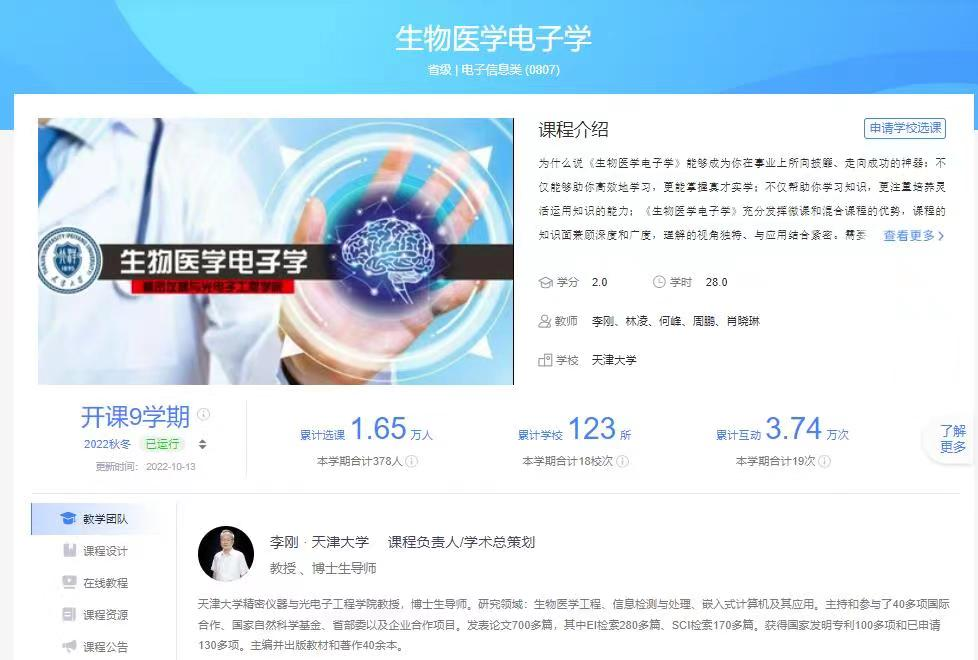 生物医学电子学
省级 | 电子信息类 (0807)
生物医学电子学
精密仪器与光电子工程学院
1895
天津大学
课程介绍
申请学校选课
为什么说《生物医学电子学》能够成为你在事业上所向披靡、走向成功的神器：不
仅能够助你高效地学习，更能掌握真才实学；不仅帮助你学习知识，更注重培养灵
活运用知识的能力；《生物医学电子学》充分发挥微课和混合课程的优势，课程的
知识面兼顾深度和广度，理解的视角独特、与应用结合紧密。需要 查看更多 >
学分 2.0 学时 28.0
教师 李刚、林凌、何峰、周鹏、肖晓琳
学校 天津大学
开课9学期
2022秋冬 已运行
更新时间： 2022-10-13
累计选课 1.65 万人
本学期合计378人
累计学校 123 所
本学期合计18校次
累计互动 3.74 万次
本学期合计19次
了解
更多
教学团队
课程设计
在线教程
课程资源
课程公告
李刚 · 天津大学 课程负责人/学术总策划
教授 、博士生导师
天津大学精密仪器与光电子工程学院教授，博士生导师。研究领域：生物医学工程、信息检测与处理、嵌入式计算机及其应用。主持和参与了40多项国际
合作、国家自然科学基金、省部委以及企业合作项目。发表论文700多篇，其中EI检索280多篇、SCI检索170多篇。获得国家发明专利100多项和已申请
130多项。主编并出版教材和著作40余本。